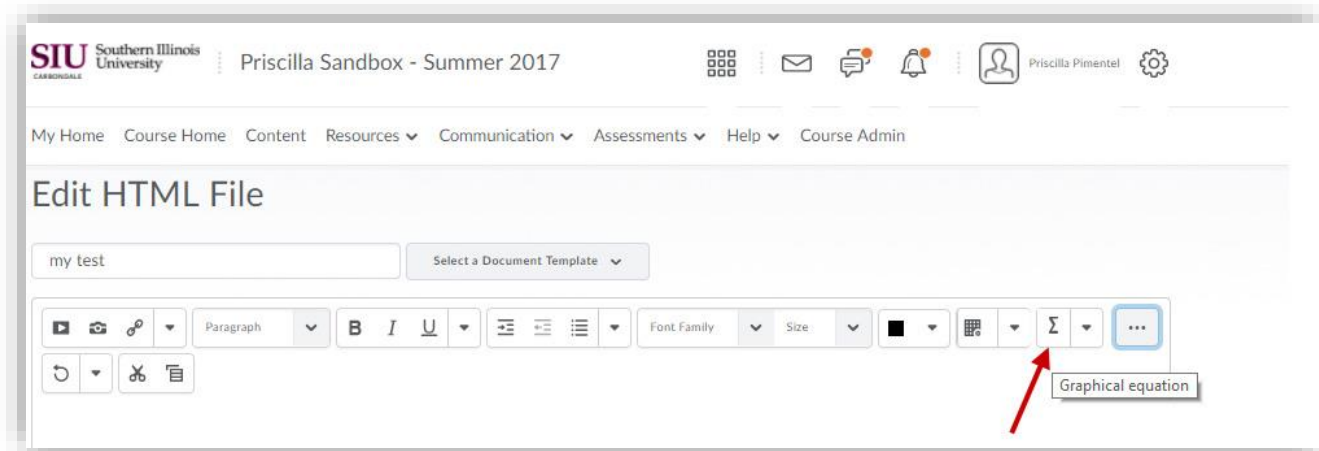 SIU Southern Illinois University CARBONDALE Priscilla Sandbox - Summer 2017 Priscilla Pimentel
My Home Course Home Content Resources Communication Assessments Help Course Admin
Edit HTML File
my test Select a Document Template
Paragraph B I U Font Family Size Σ ...
Graphical equation